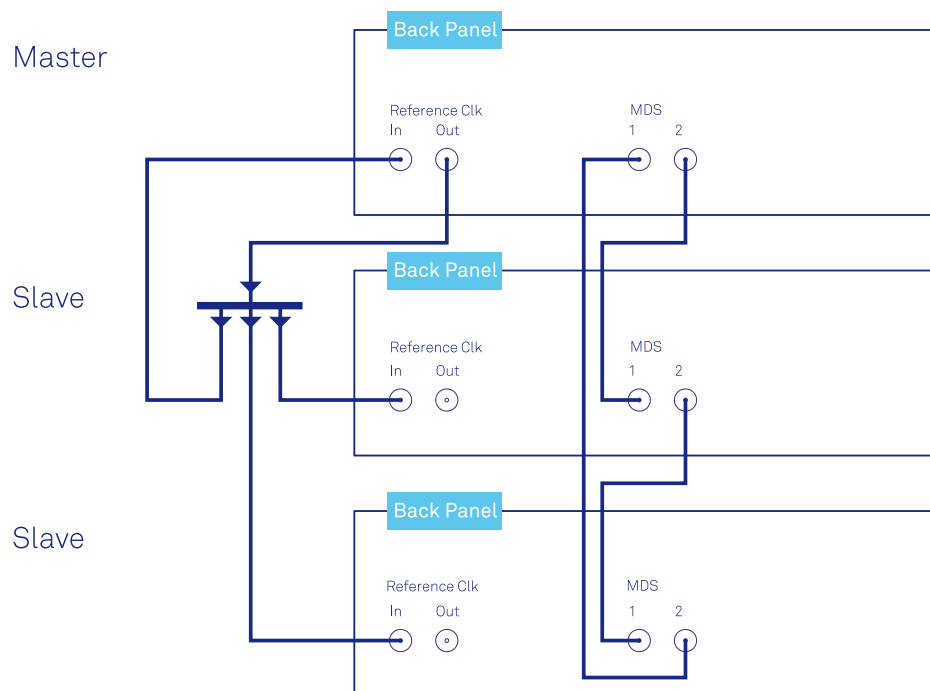 Master
Back Panel
Reference Clk
In Out
MDS
1 2
Slave
Back Panel
Reference Clk
In Out
MDS
1 2
Slave
Back Panel
Reference Clk
In Out
MDS
1 2